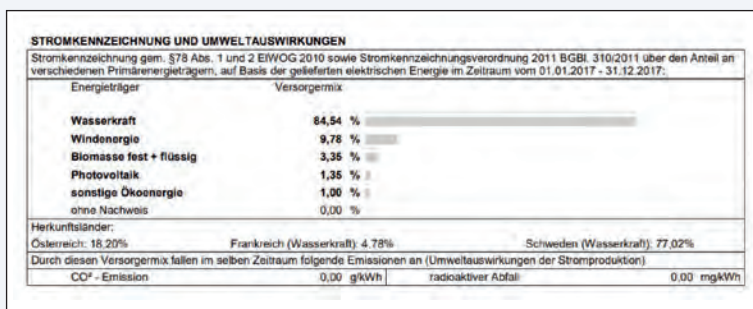 STROMKENNZEICHNUNG UND UMWELTAUSWIRKUNGEN
Stromkennzeichnung gem. §78 Abs. 1 und 2 ElWOG 2010 sowie Stromkennzeichnungsverordnung 2011 BGBl. 310/2011 über den Anteil an
verschiedenen Primärenergieträgern, auf Basis der gelieferten elektrischen Energie im Zeitraum vom 01.01.2017 - 31.12.2017:
Energieträger Versorgermix
Wasserkraft 84,54 %
Windenergie 9,78 %
Biomasse fest + flüssig 3,35 %
Photovoltaik 1,35 %
sonstige Ökoenergie 1,00 %
ohne Nachweis 0,00 %
Herkunftsländer:
Österreich: 18,20% Frankreich (Wasserkraft): 4,78% Schweden (Wasserkraft): 77,02%
Durch diesen Versorgermix fallen im selben Zeitraum folgende Emissionen an (Umweltauswirkungen der Stromproduktion)
CO² - Emission 0,00 g/kWh radioaktiver Abfall 0,00 mg/kWh